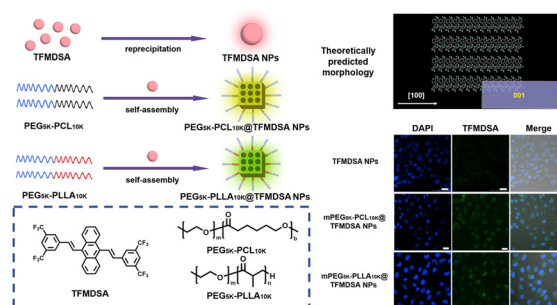 TFMDSA
reprecipitation
TFMDSA NPs
PEG5K-PCL10K
self-assembly
PEG5K-PCL10K@TFMDSA NPs
PEG5K-PLLA10K
self-assembly
PEG5K-PLLA10K@TFMDSA NPs
F3C
CF3
F3C
CF3
TFMDSA
O
O
m
O
b
PEG5K-PCL10K
O
O
m
O
H
n
PEG5K-PLLA10K
Theoretically
predicted
morphology
[100]
001
DAPI
TFMDSA
Merge
TFMDSA NPs
mPEG5K-PCL10K@
TFMDSA NPs
mPEG5K-PLLA10K@
TFMDSA NPs